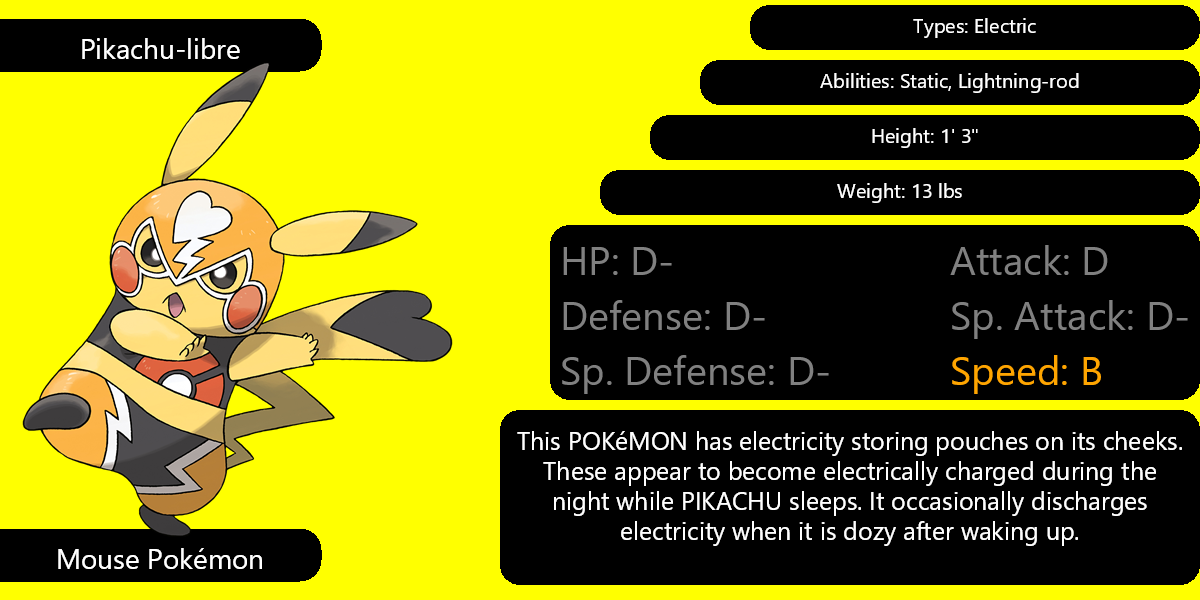 Pikachu-libre
Types: Electric
Abilities: Static, Lightning-rod
Height: 1' 3"
Weight: 13 lbs
HP: D-
Attack: D
Defense: D-
Sp. Attack: D-
Sp. Defense: D-
Speed: B
This POKéMON has electricity storing pouches on its cheeks.
These appear to become electrically charged during the
night while PIKACHU sleeps. It occasionally discharges
electricity when it is dozy after waking up.
Mouse Pokémon